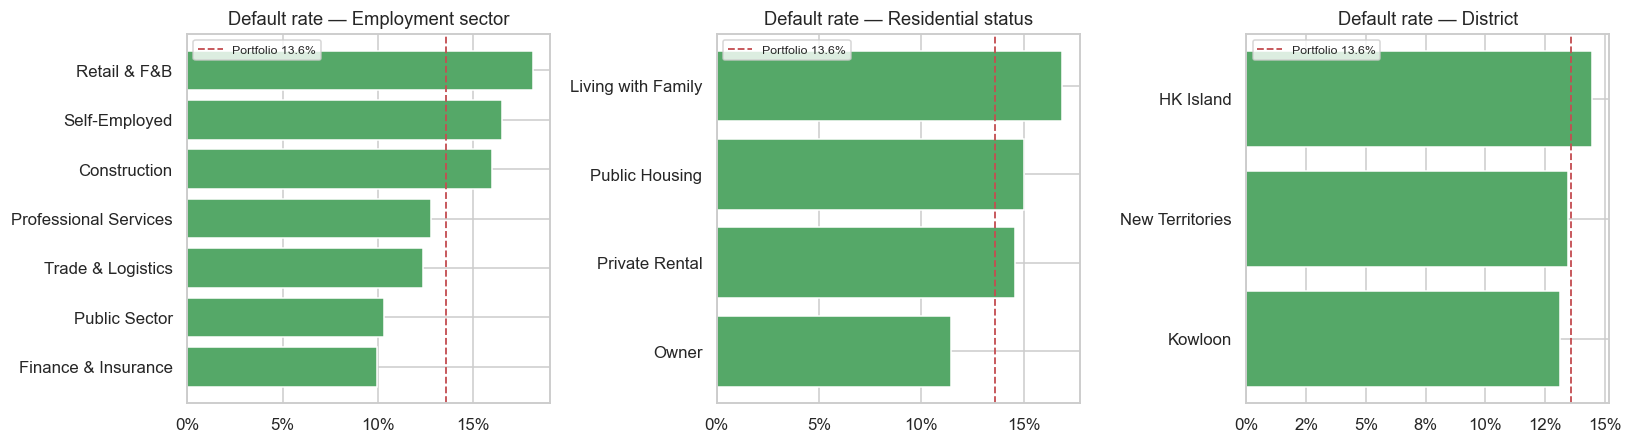 Default rate — Employment sector
Portfolio 13.6%
Retail & F&B
Self-Employed
Construction
Professional Services
Trade & Logistics
Public Sector
Finance & Insurance
0% 5% 10% 15%
Default rate — Residential status
Portfolio 13.6%
Living with Family
Public Housing
Private Rental
Owner
0% 5% 10% 15%
Default rate — District
Portfolio 13.6%
HK Island
New Territories
Kowloon
0% 2% 5% 8% 10% 12% 15%